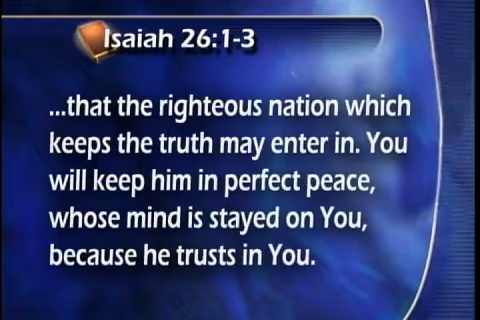 Isaiah 26:1-3
...that the righteous nation which
keeps the truth may enter in. You
will keep him in perfect peace,
whose mind is stayed on You,
because he trusts in You.